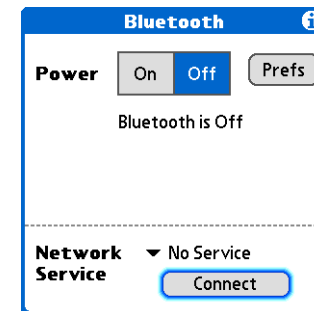 Bluetooth i
Power On Off Prefs
Bluetooth is Off
Network No Service
Service
Connect